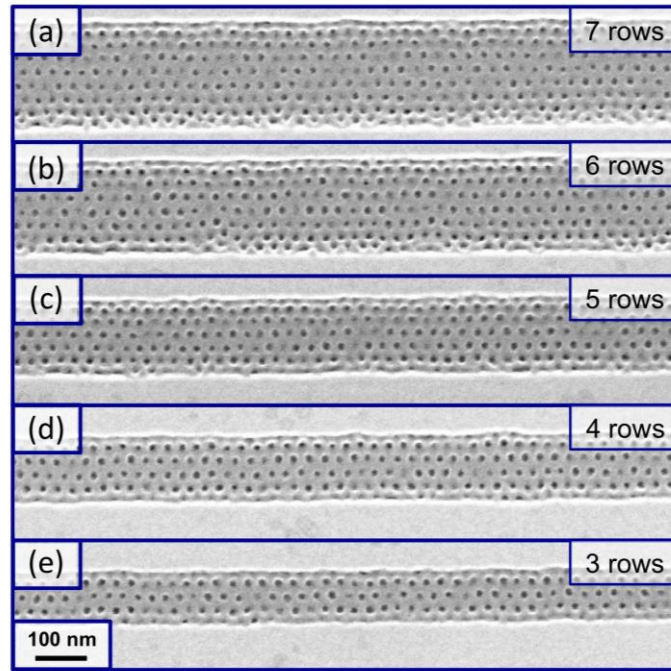 (a) 7 rows
(b) 6 rows
(c) 5 rows
(d) 4 rows
(e) 3 rows
100 nm